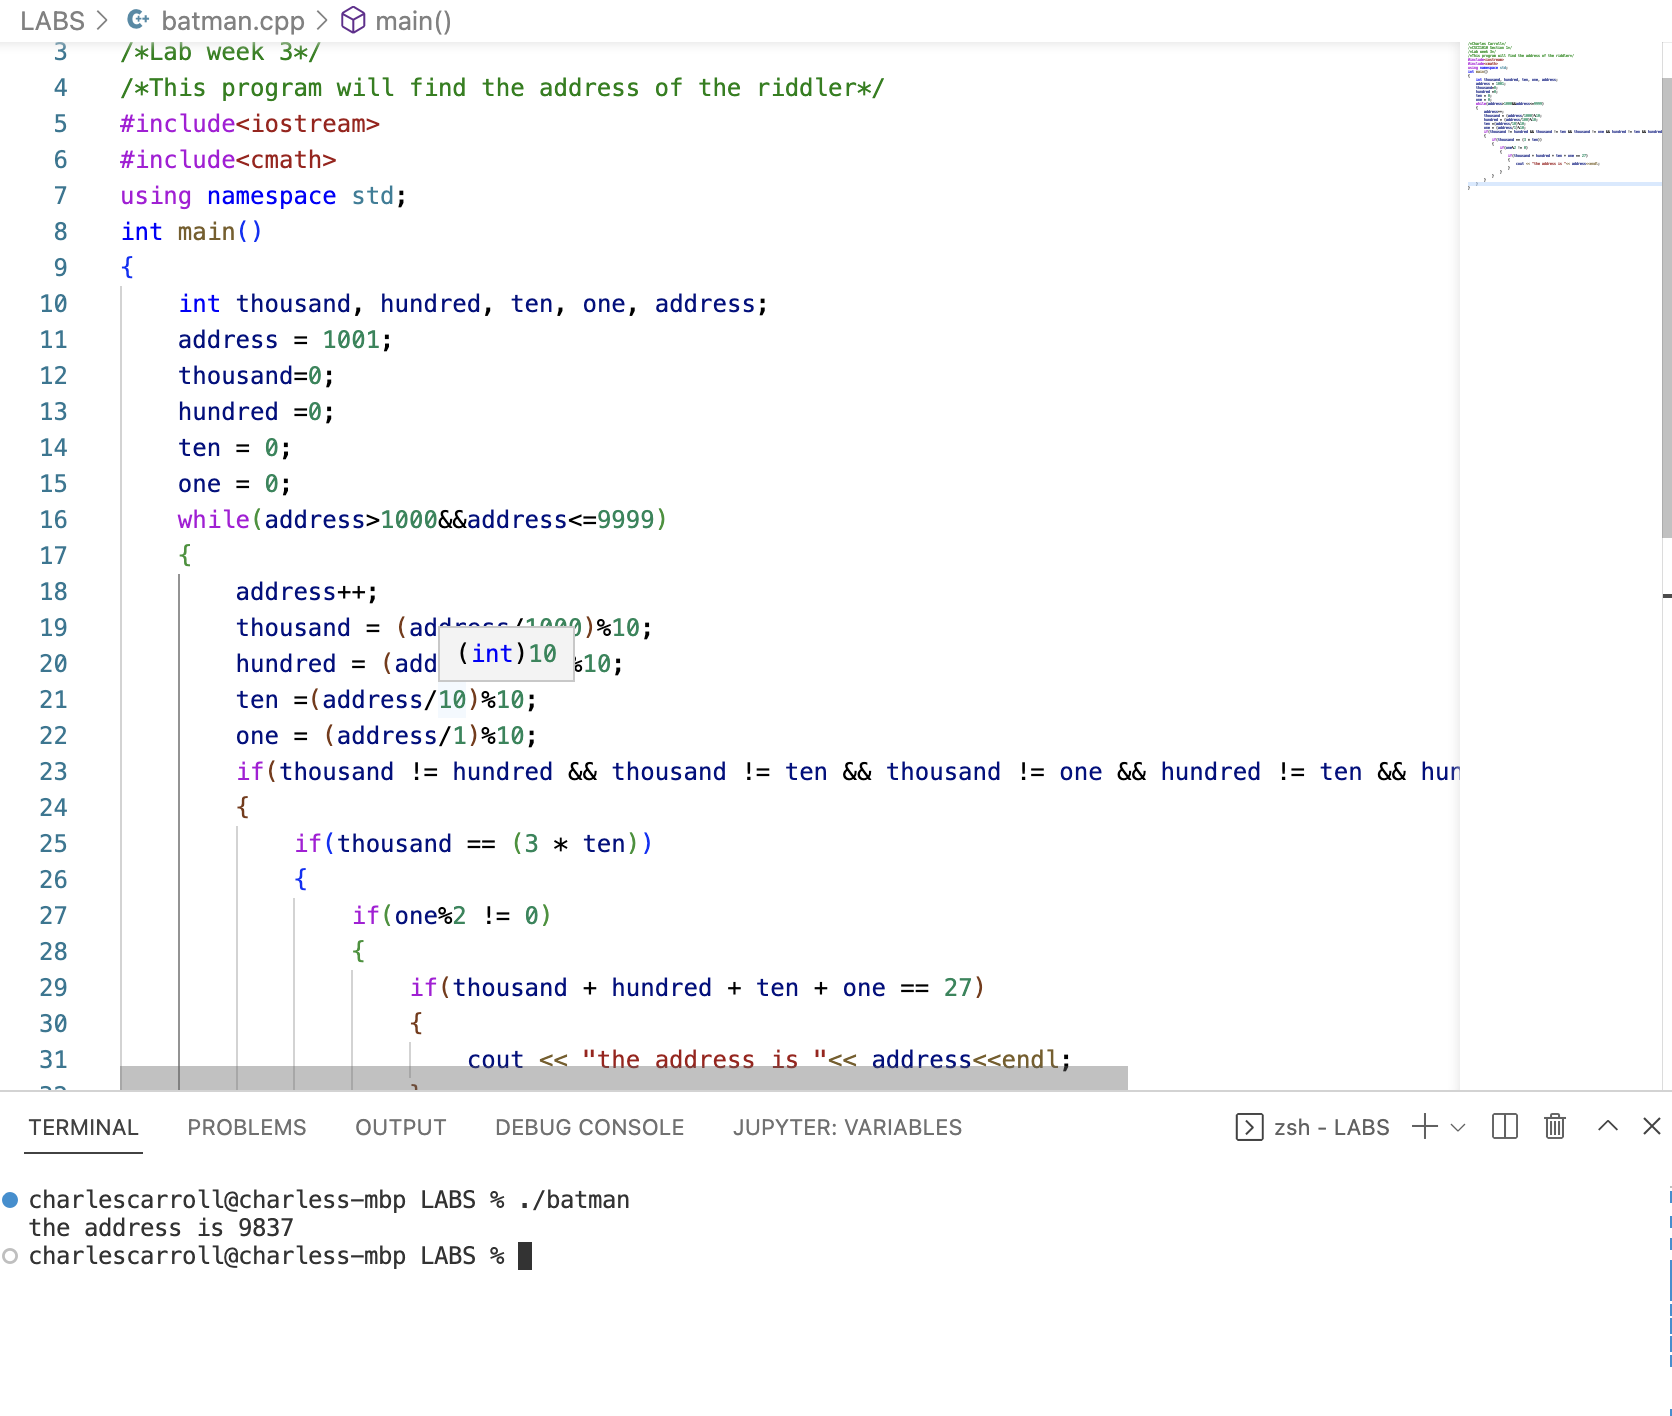 LABS > batman.cpp > main()
3 /*Lab week 3*/
4 /*This program will find the address of the riddler*/
5 #include<iostream>
6 #include<cmath>
7 using namespace std;
8 int main()
9 {
10 int thousand, hundred, ten, one, address;
11 address = 1001;
12 thousand=0;
13 hundred =0;
14 ten = 0;
15 one = 0;
16 while(address>1000&&address<=9999)
17 {
18 address++;
19 thousand = (address/1000)%10;
(int)10
20 hundred = (add %10;
21 ten =(address/10)%10;
22 one = (address/1)%10;
23 if(thousand != hundred && thousand != ten && thousand != one && hundred != ten && hun
24 {
25 if(thousand == (3 * ten))
26 {
27 if(one%2 != 0)
28 {
29 if(thousand + hundred + ten + one == 27)
30 {
31 cout << "the address is "<< address<<endl;
TERMINAL PROBLEMS OUTPUT DEBUG CONSOLE JUPYTER: VARIABLES zsh - LABS
charlescarroll@charless-mbp LABS % ./batman
the address is 9837
charlescarroll@charless-mbp LABS %